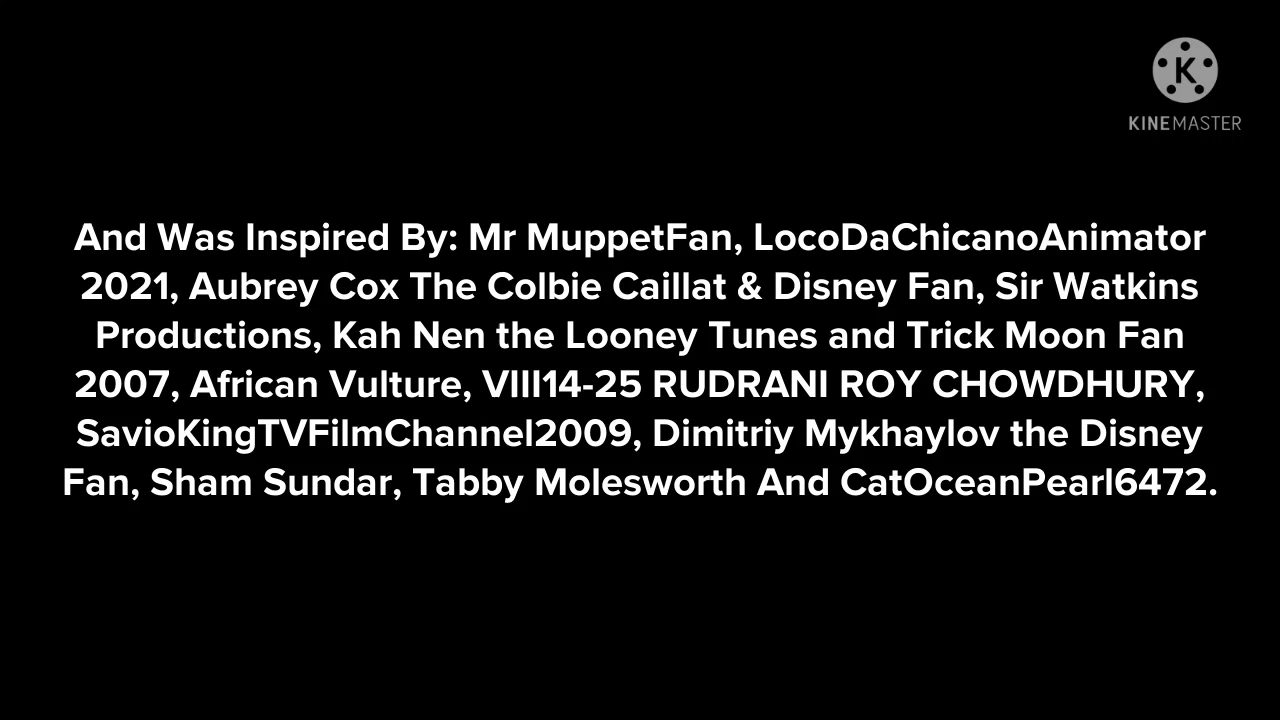 K
KINEMASTER
And Was Inspired By: Mr MuppetFan, LocoDaChicanoAnimator
2021, Aubrey Cox The Colbie Caillat & Disney Fan, Sir Watkins
Productions, Kah Nen the Looney Tunes and Trick Moon Fan
2007, African Vulture, VIII14-25 RUDRANI ROY CHOWDHURY,
SavioKingTVFilmChannel2009, Dimitriy Mykhaylov the Disney
Fan, Sham Sundar, Tabby Molesworth And CatOceanPearl6472.